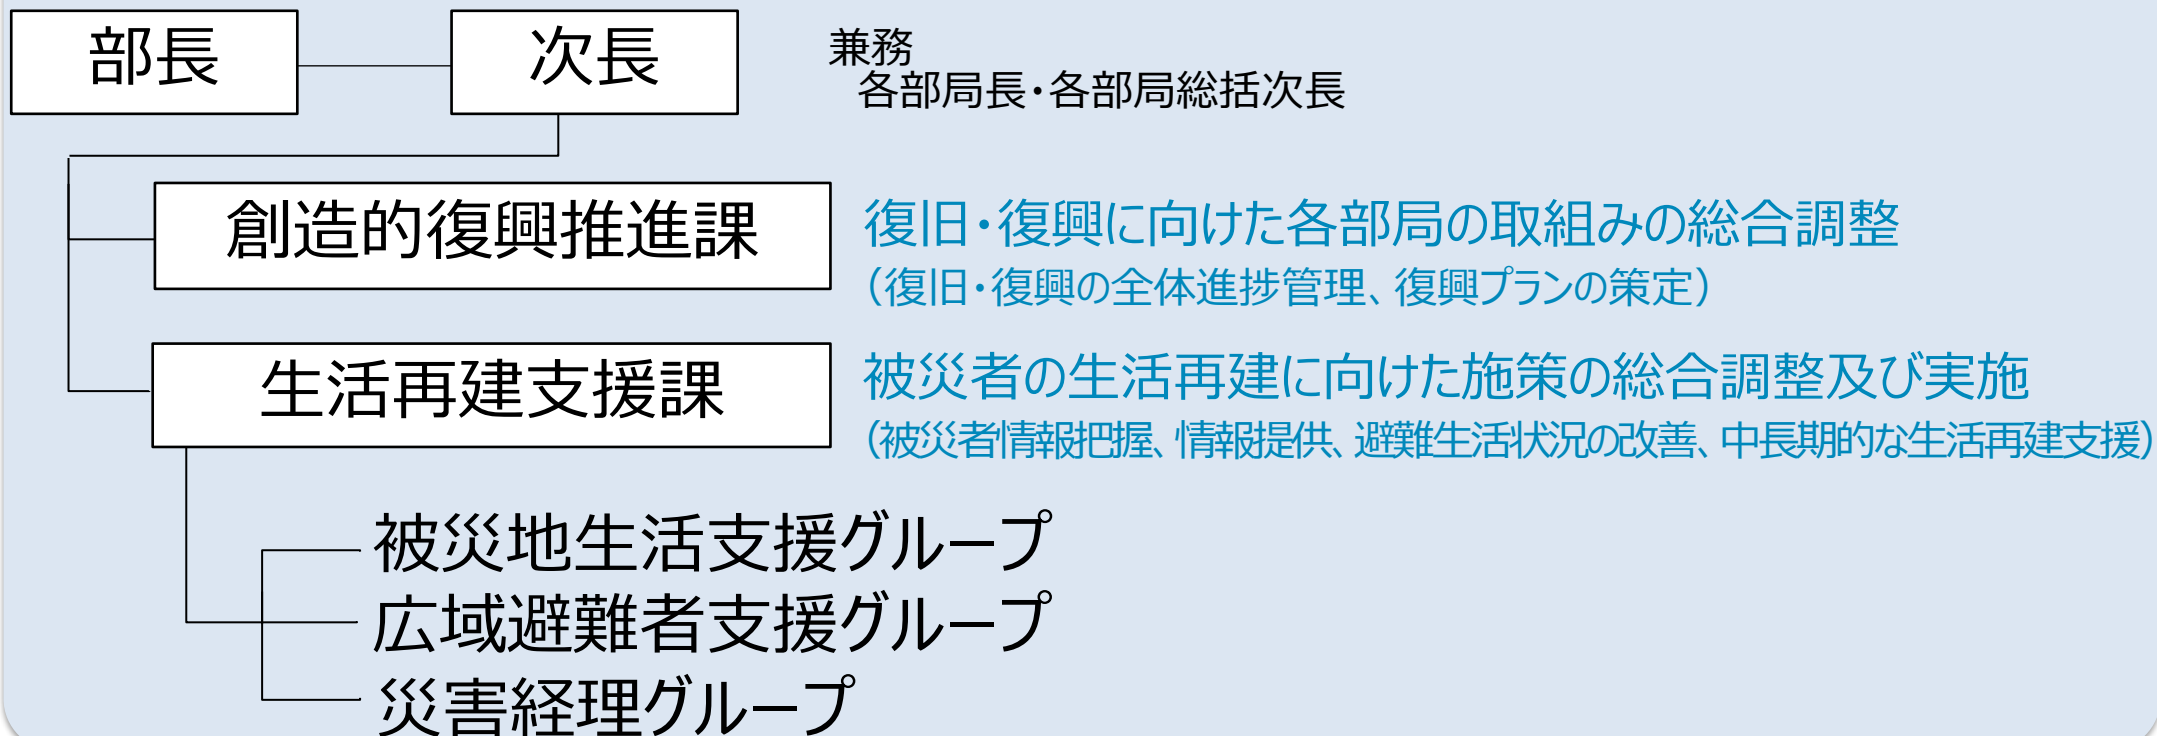 部長
次長
兼務
各部局長・各部局総括次長
創造的復興推進課
復旧・復興に向けた各部局の取組みの総合調整
（復旧・復興の全体進捗管理、復興プランの策定）
生活再建支援課
被災者の生活再建に向けた施策の総合調整及び実施
（被災者情報把握、情報提供、避難生活状況の改善、中長期的な生活再建支援）
被災地生活支援グループ
広域避難者支援グループ
災害経理グループ